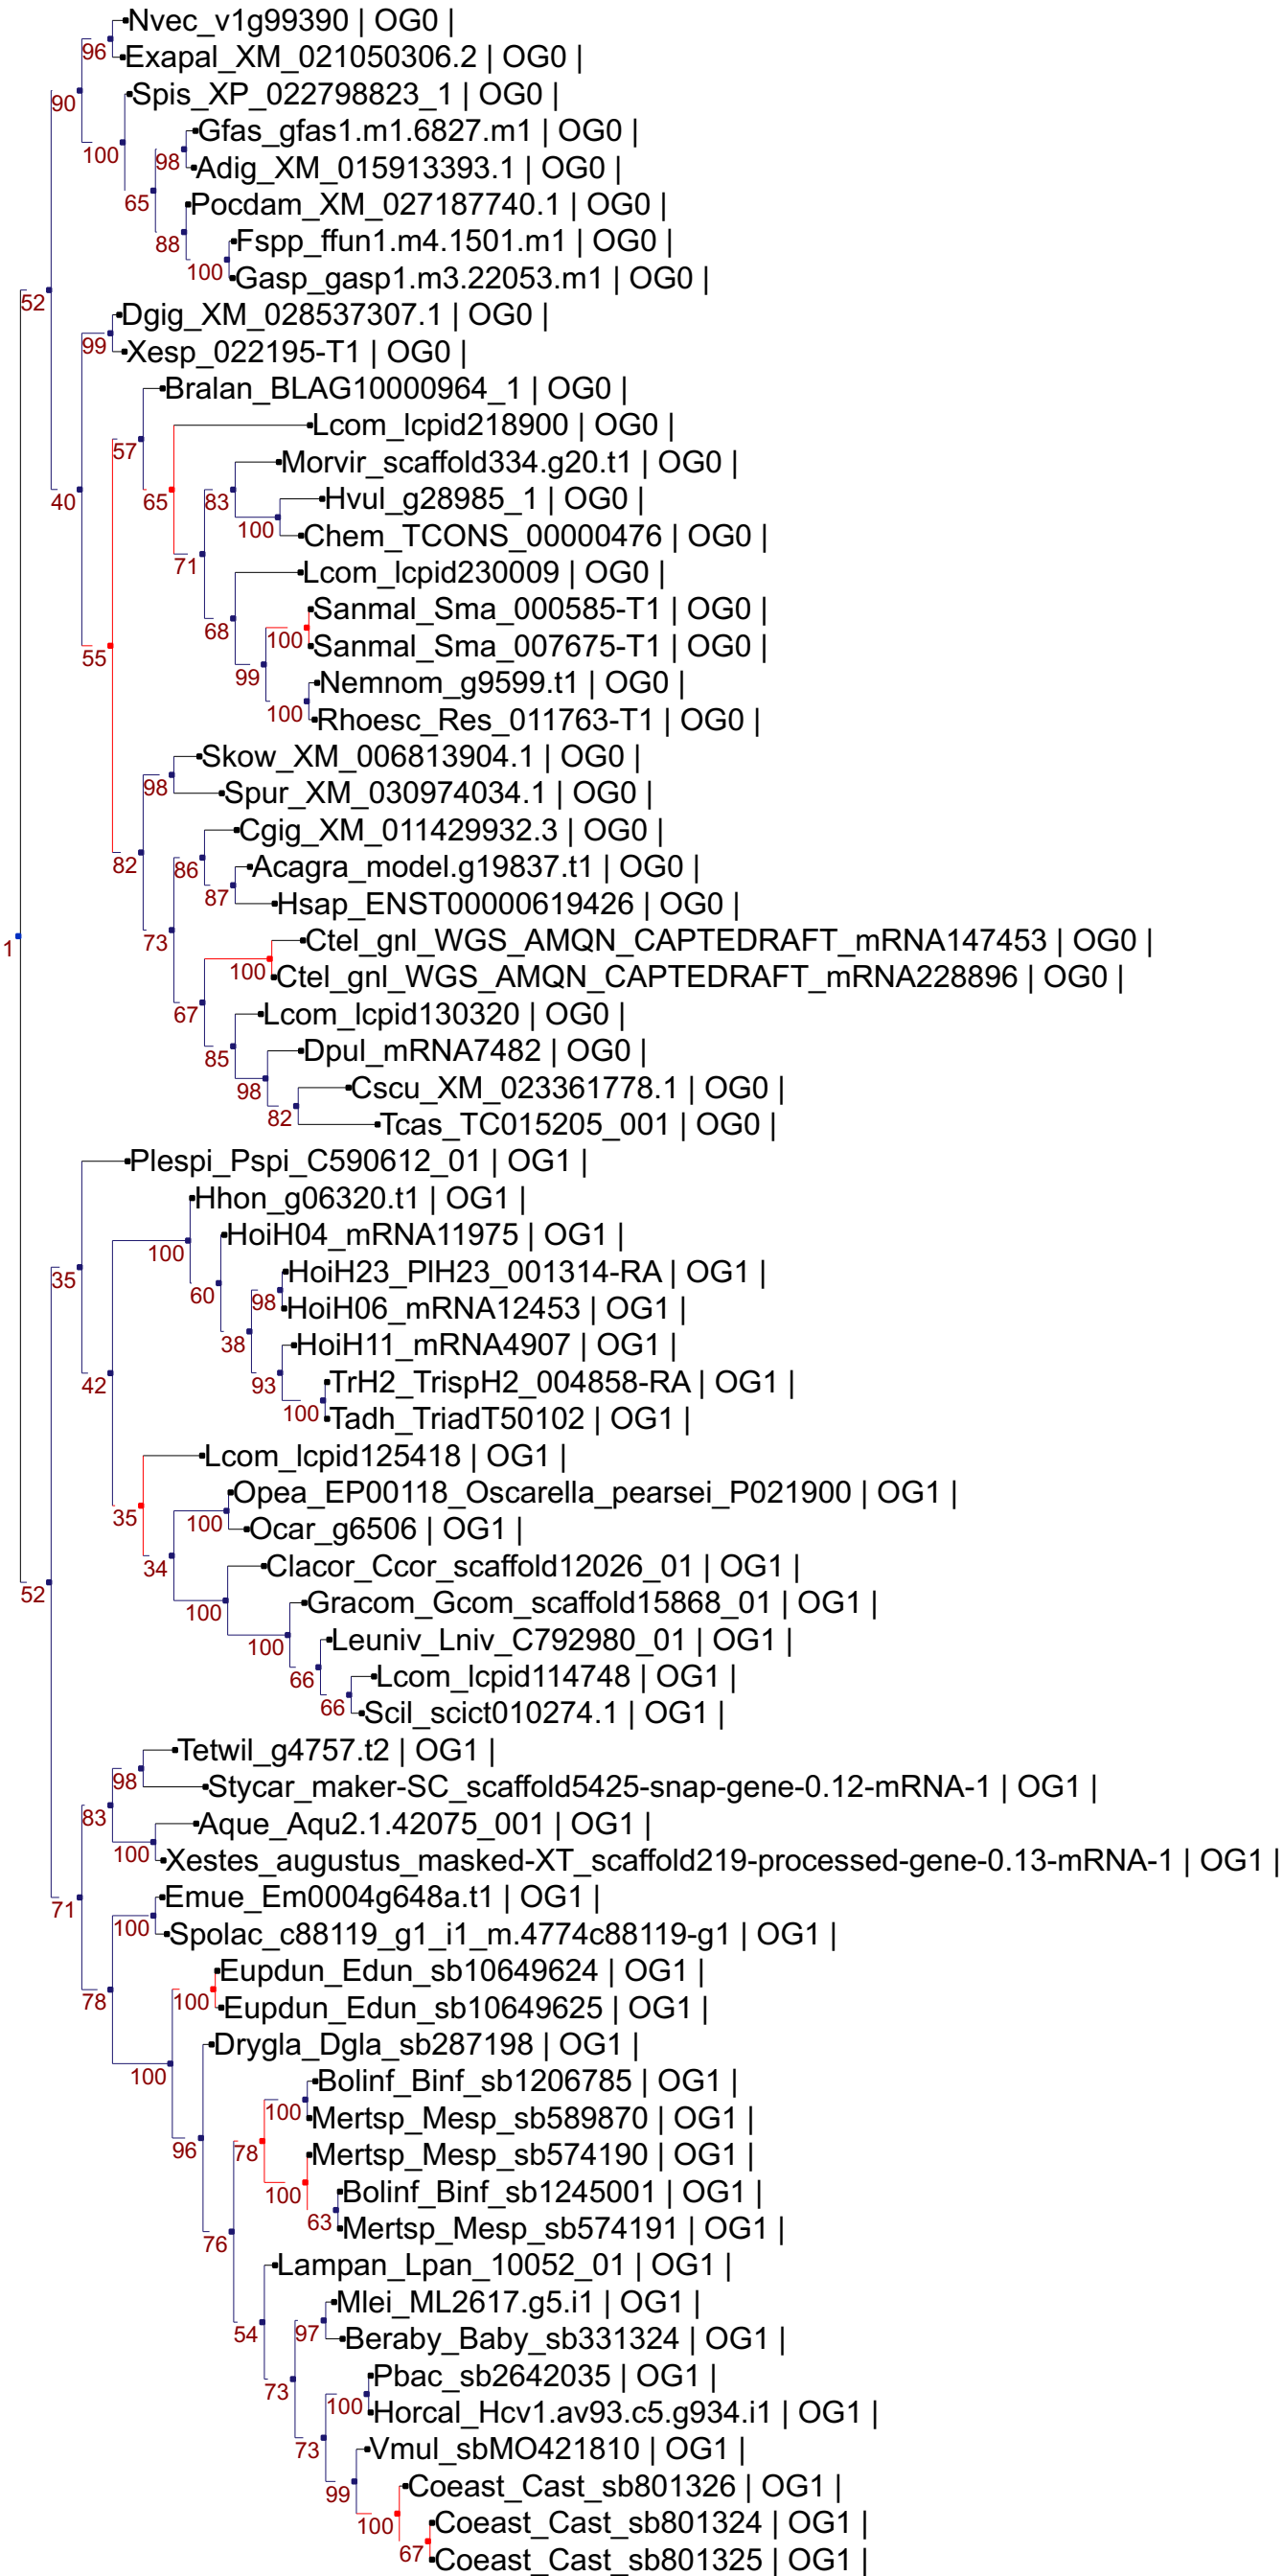 Nvec_v1g99390 | OG0 |
96
Exapal_XM_021050306.2 | OG0 |
Spis_XP_022798823_1 | OG0 |
90
Gfas_gfas1.m1.6827.m1 | OG0 |
100
98
Adig_XM_015913393.1 | OG0 |
65
Pocdam_XM_027187740.1 | OG0 |
88
Fspp_ffun1.m4.1501.m1 | OG0 |
100
Gasp_gasp1.m3.22053.m1 | OG0 |
52
Dgig_XM_028537307.1 | OG0 |
99
Xesp_022195-T1 | OG0 |
Bralan_BLAG10000964_1 | OG0 |
Lcom_lcpid218900 | OG0 |
57
Morvir_scaffold334.g20.t1 | OG0 |
40
65
83
Hvul_g28985_1 | OG0 |
100
Chem_TCONS_00000476 | OG0 |
71
Lcom_lcpid230009 | OG0 |
Sanmal_Sma_000585-T1 | OG0 |
68
100
Sanmal_Sma_007675-T1 | OG0 |
55
99
Nemnom_g9599.t1 | OG0 |
100
Rhoesc_Res_011763-T1 | OG0 |
Skow_XM_006813904.1 | OG0 |
98
Spur_XM_030974034.1 | OG0 |
Cgig_XM_011429932.3 | OG0 |
82
86
Acagra_model.g19837.t1 | OG0 |
87
Hsap_ENST00000619426 | OG0 |
73
Ctel_gnl_WGS_AMQN_CAPTEDRAFT_mRNA147453 | OG0 |
1
100
Ctel_gnl_WGS_AMQN_CAPTEDRAFT_mRNA228896 | OG0 |
67
Lcom_lcpid130320 | OG0 |
85
Dpul_mRNA7482 | OG0 |
98
Cscu_XM_023361778.1 | OG0 |
82
Tcas_TC015205_001 | OG0 |
Plespi_Pspi_C590612_01 | OG1 |
Hhon_g06320.t1 | OG1 |
100
HoiH04_mRNA11975 | OG1 |
35
HoiH23_PlH23_001314-RA | OG1 |
60
98
HoiH06_mRNA12453 | OG1 |
38
HoiH11_mRNA4907 | OG1 |
42
93
TrH2_TrispH2_004858-RA | OG1 |
100
Tadh_TriadT50102 | OG1 |
Lcom_lcpid125418 | OG1 |
Opea_EP00118_Oscarella_pearsei_P021900 | OG1 |
35
100
Ocar_g6506 | OG1 |
34
Clacor_Ccor_scaffold12026_01 | OG1 |
52
100
Gracom_Gcom_scaffold15868_01 | OG1 |
100
Leuniv_Lniv_C792980_01 | OG1 |
66
Lcom_lcpid114748 | OG1 |
66
Scil_scict010274.1 | OG1 |
Tetwil_g4757.t2 | OG1 |
98
Stycar_maker-SC_scaffold5425-snap-gene-0.12-mRNA-1 | OG1 |
83
Aque_Aqu2.1.42075_001 | OG1 |
100
Xestes_augustus_masked-XT_scaffold219-processed-gene-0.13-mRNA-1 | OG1 |
71
Emue_Em0004g648a.t1 | OG1 |
100
Spolac_c88119_g1_i1_m.4774c88119-g1 | OG1 |
Eupdun_Edun_sb10649624 | OG1 |
78
100
Eupdun_Edun_sb10649625 | OG1 |
Drygla_Dgla_sb287198 | OG1 |
100
Bolinf_Binf_sb1206785 | OG1 |
100
Mertsp_Mesp_sb589870 | OG1 |
96
78
Mertsp_Mesp_sb574190 | OG1 |
100
Bolinf_Binf_sb1245001 | OG1 |
63
Mertsp_Mesp_sb574191 | OG1 |
76
Lampan_Lpan_10052_01 | OG1 |
Mlei_ML2617.g5.i1 | OG1 |
54
97
Beraby_Baby_sb331324 | OG1 |
73
Pbac_sb2642035 | OG1 |
100
Horcal_Hcv1.av93.c5.g934.i1 | OG1 |
73
Vmul_sbMO421810 | OG1 |
99
Coeast_Cast_sb801326 | OG1 |
100
Coeast_Cast_sb801324 | OG1 |
67
Coeast_Cast_sb801325 | OG1 |